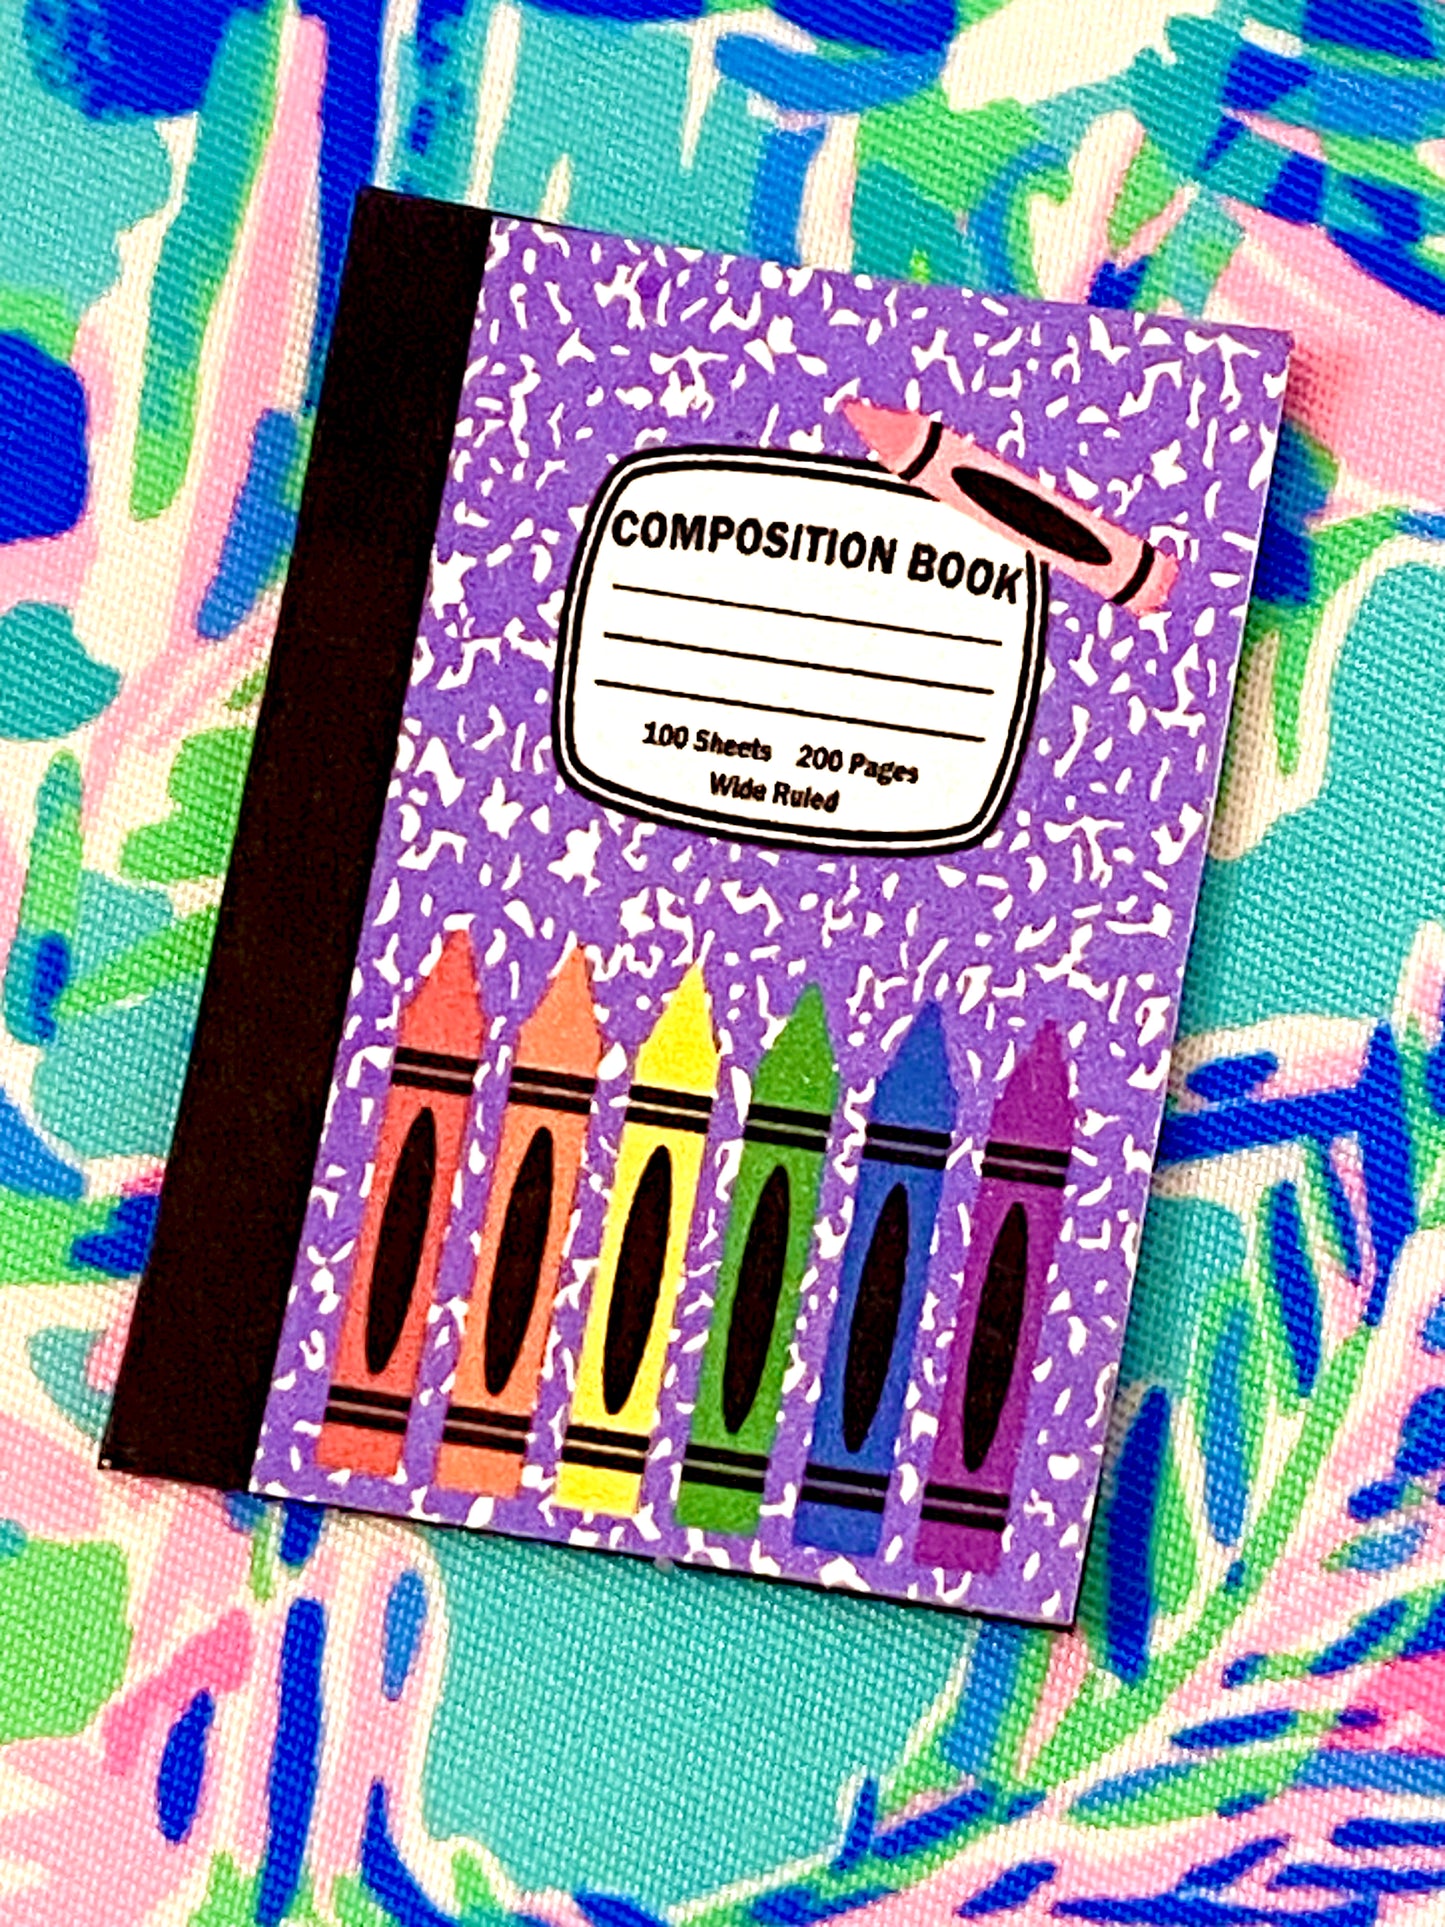 COMPOSITION BOOK
100 Sheets 200 Pages
Wide Ruled